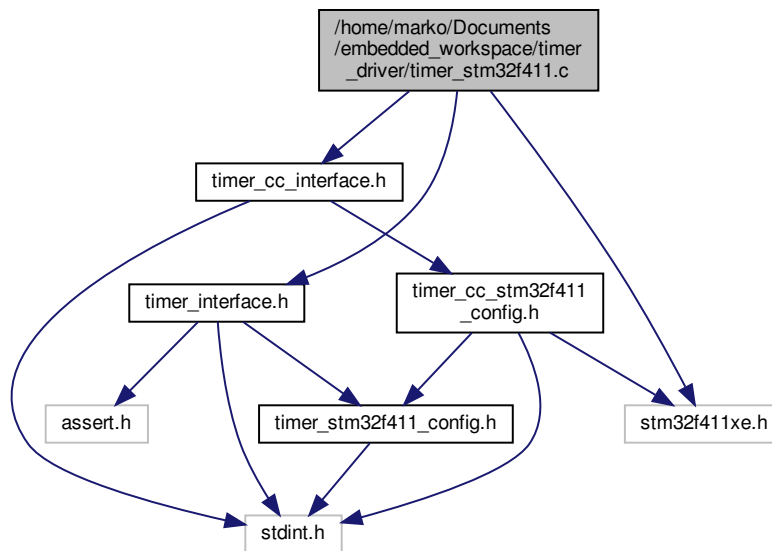 /home/marko/Documents
/embedded_workspace/timer
_driver/timer_stm32f411.c
timer_cc_interface.h
timer_interface.h
timer_cc_stm32f411
_config.h
assert.h
timer_stm32f411_config.h
stm32f411xe.h
stdint.h